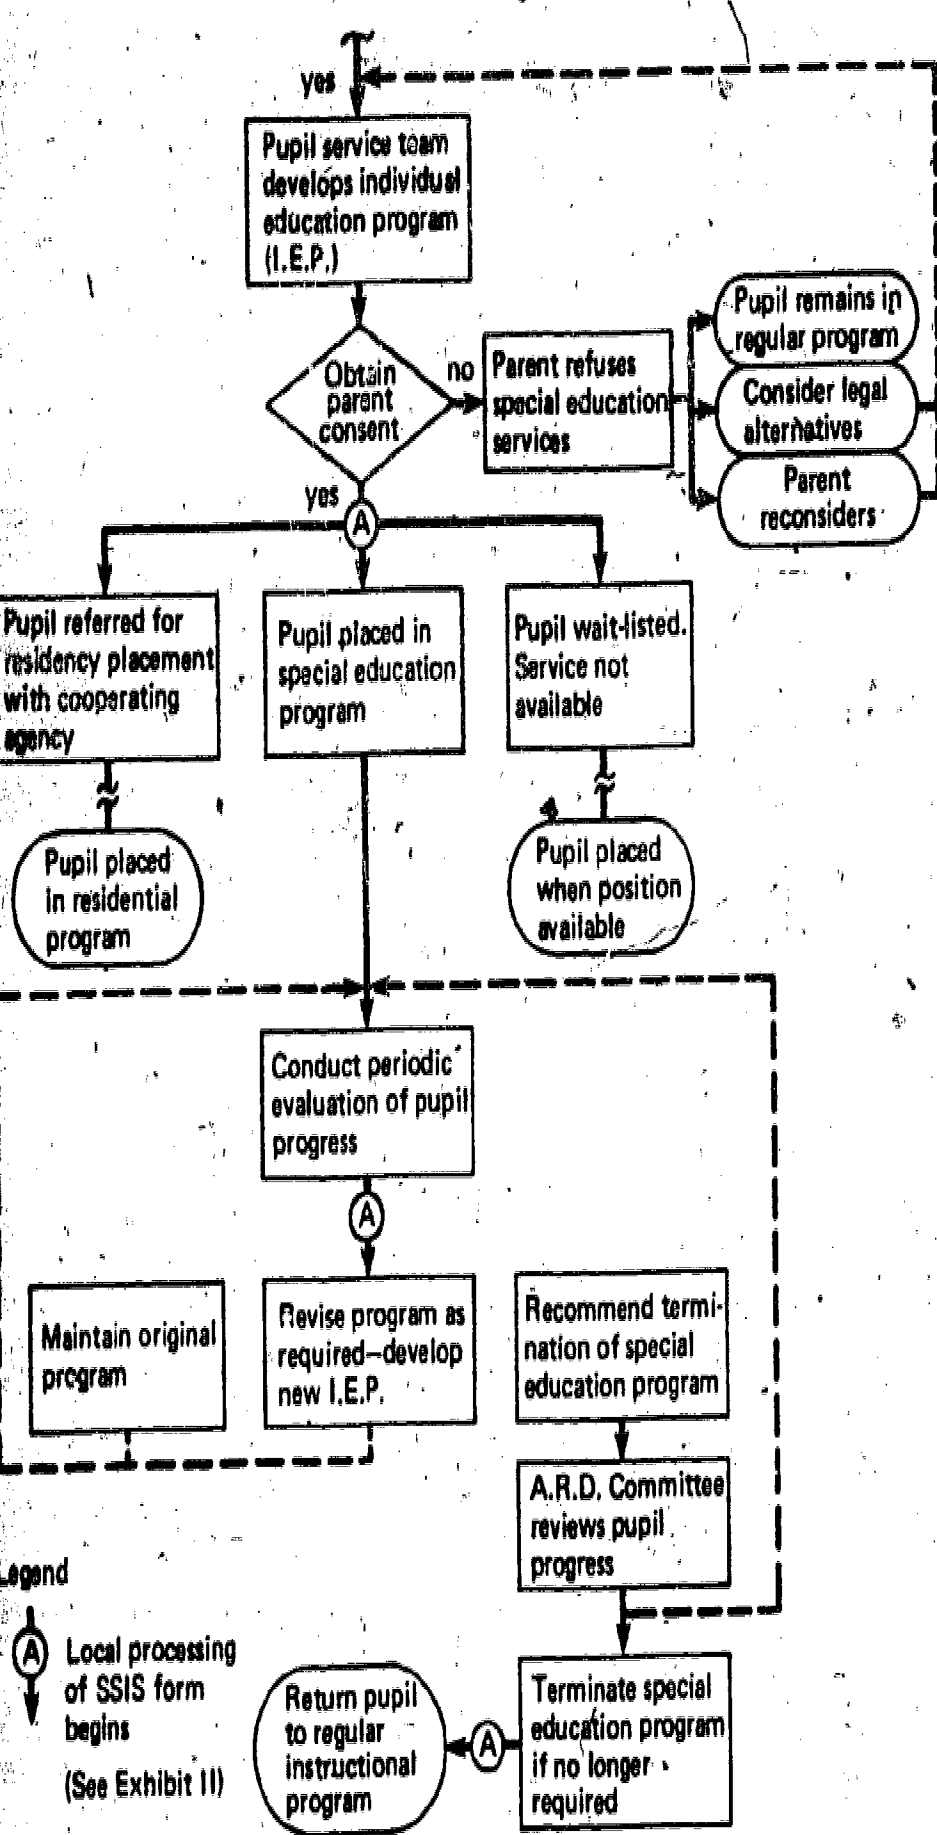 yes
Pupil service team
develops individual
education program
(I.E.P.)
Obtain
parent
consent
no
Parent refuses
special education
services
Pupil remains in
regular program
Consider legal
alternatives
Parent
reconsiders
yes
A
Pupil referred for
residency placement
with cooperating
agency
Pupil placed in
special education
program
Pupil wait-listed.
Service not
available
Pupil placed
in residential
program
Pupil placed
when position
available
Conduct periodic
evaluation of pupil
progress
A
Maintain original
program
Revise program as
required—develop
new I.E.P.
Recommend termi-
nation of special
education program
A.R.D. Committee
reviews pupil
progress
Legend
A
Local processing
of SSIS form
begins
(See Exhibit II)
Return pupil
to regular
instructional
program
A
Terminate special
education program
if no longer
required